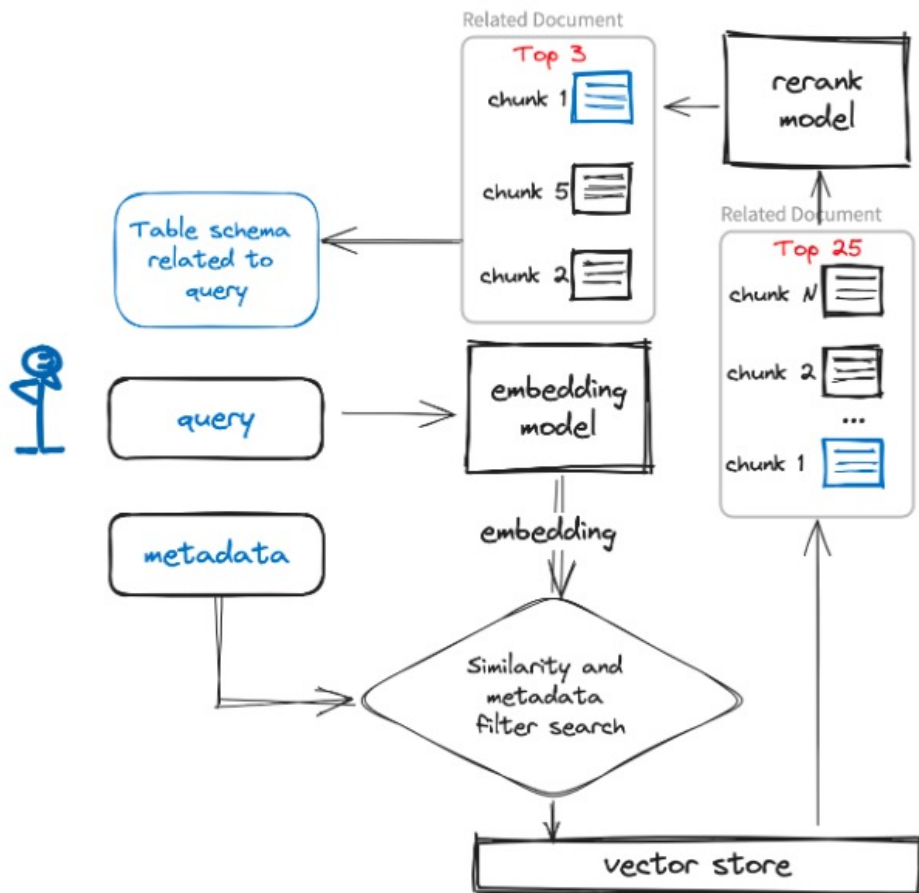 Related Document
Top 3
chunk 1
chunk 5
chunk 2
rerank
model
Related Document
Top 25
chunk N
chunk 2
...
chunk 1
Table schema
related to
query
query
embedding
model
metadata
embedding
Similarity and
metadata
filter search
vector store